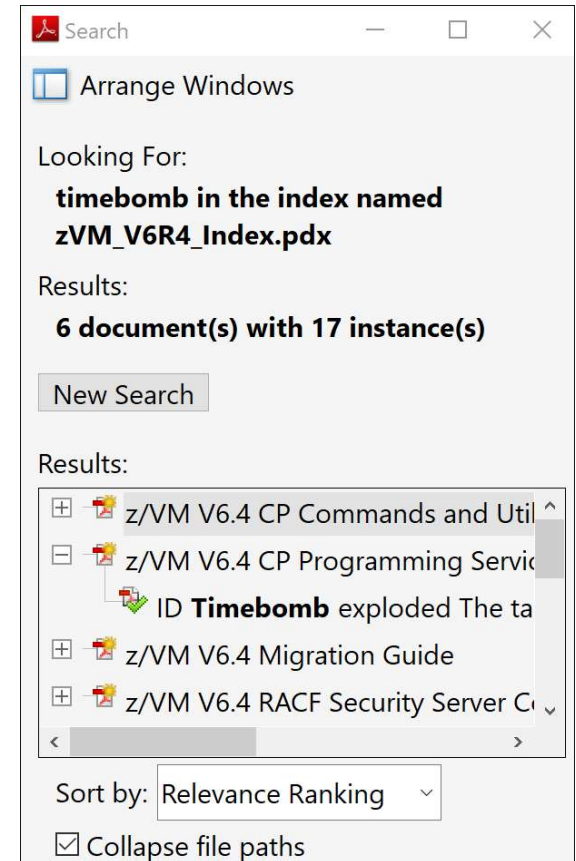 Search
Arrange Windows
Looking For:
timebomb in the index named
zVM_V6R4_Index.pdx
Results:
6 document(s) with 17 instance(s)
New Search
Results:
z/VM V6.4 CP Commands and Util
z/VM V6.4 CP Programming Servic
ID Timebomb exploded The ta
z/VM V6.4 Migration Guide
z/VM V6.4 RACF Security Server Co
Sort by: Relevance Ranking
Collapse file paths